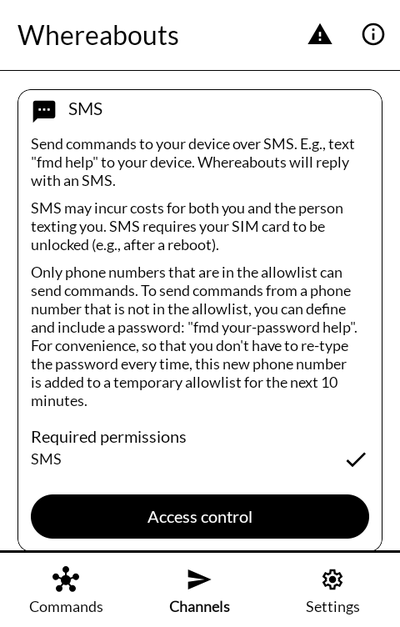 Whereabouts
SMS
Send commands to your device over SMS. E.g., text
"fmd help" to your device. Whereabouts will reply
with an SMS.
SMS may incur costs for both you and the person
texting you. SMS requires your SIM card to be
unlocked (e.g., after a reboot).
Only phone numbers that are in the allowlist can
send commands. To send commands from a phone
number that is not in the allowlist, you can define
and include a password: "fmd your-password help".
For convenience, so that you don't have to re-type
the password every time, this new phone number
is added to a temporary allowlist for the next 10
minutes.
Required permissions
SMS
Access control
Commands
Channels
Settings